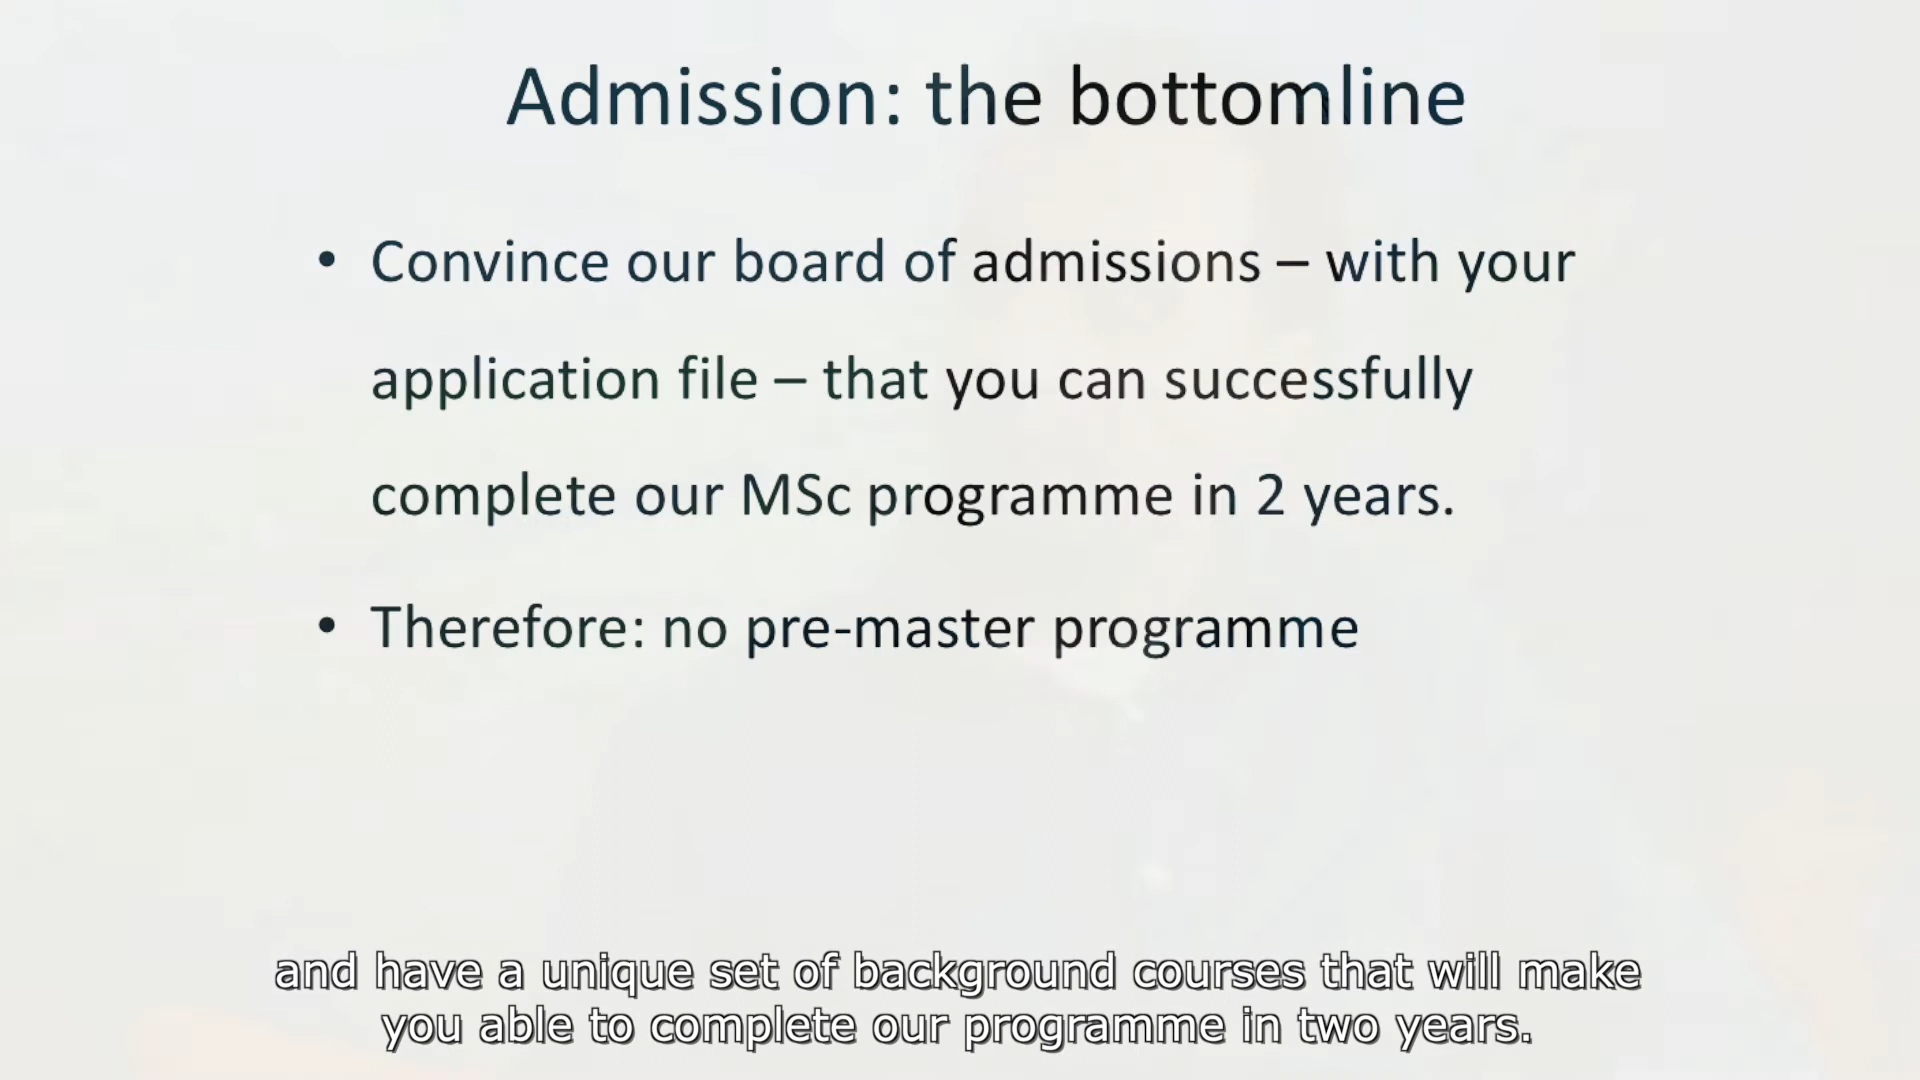 Admission: the bottomline
• Convince our board of admissions – with your
application file – that you can successfully
complete our MSc programme in 2 years.
• Therefore: no pre-master programme
and have a unique set of background courses that will make
you able to complete our programme in two years.